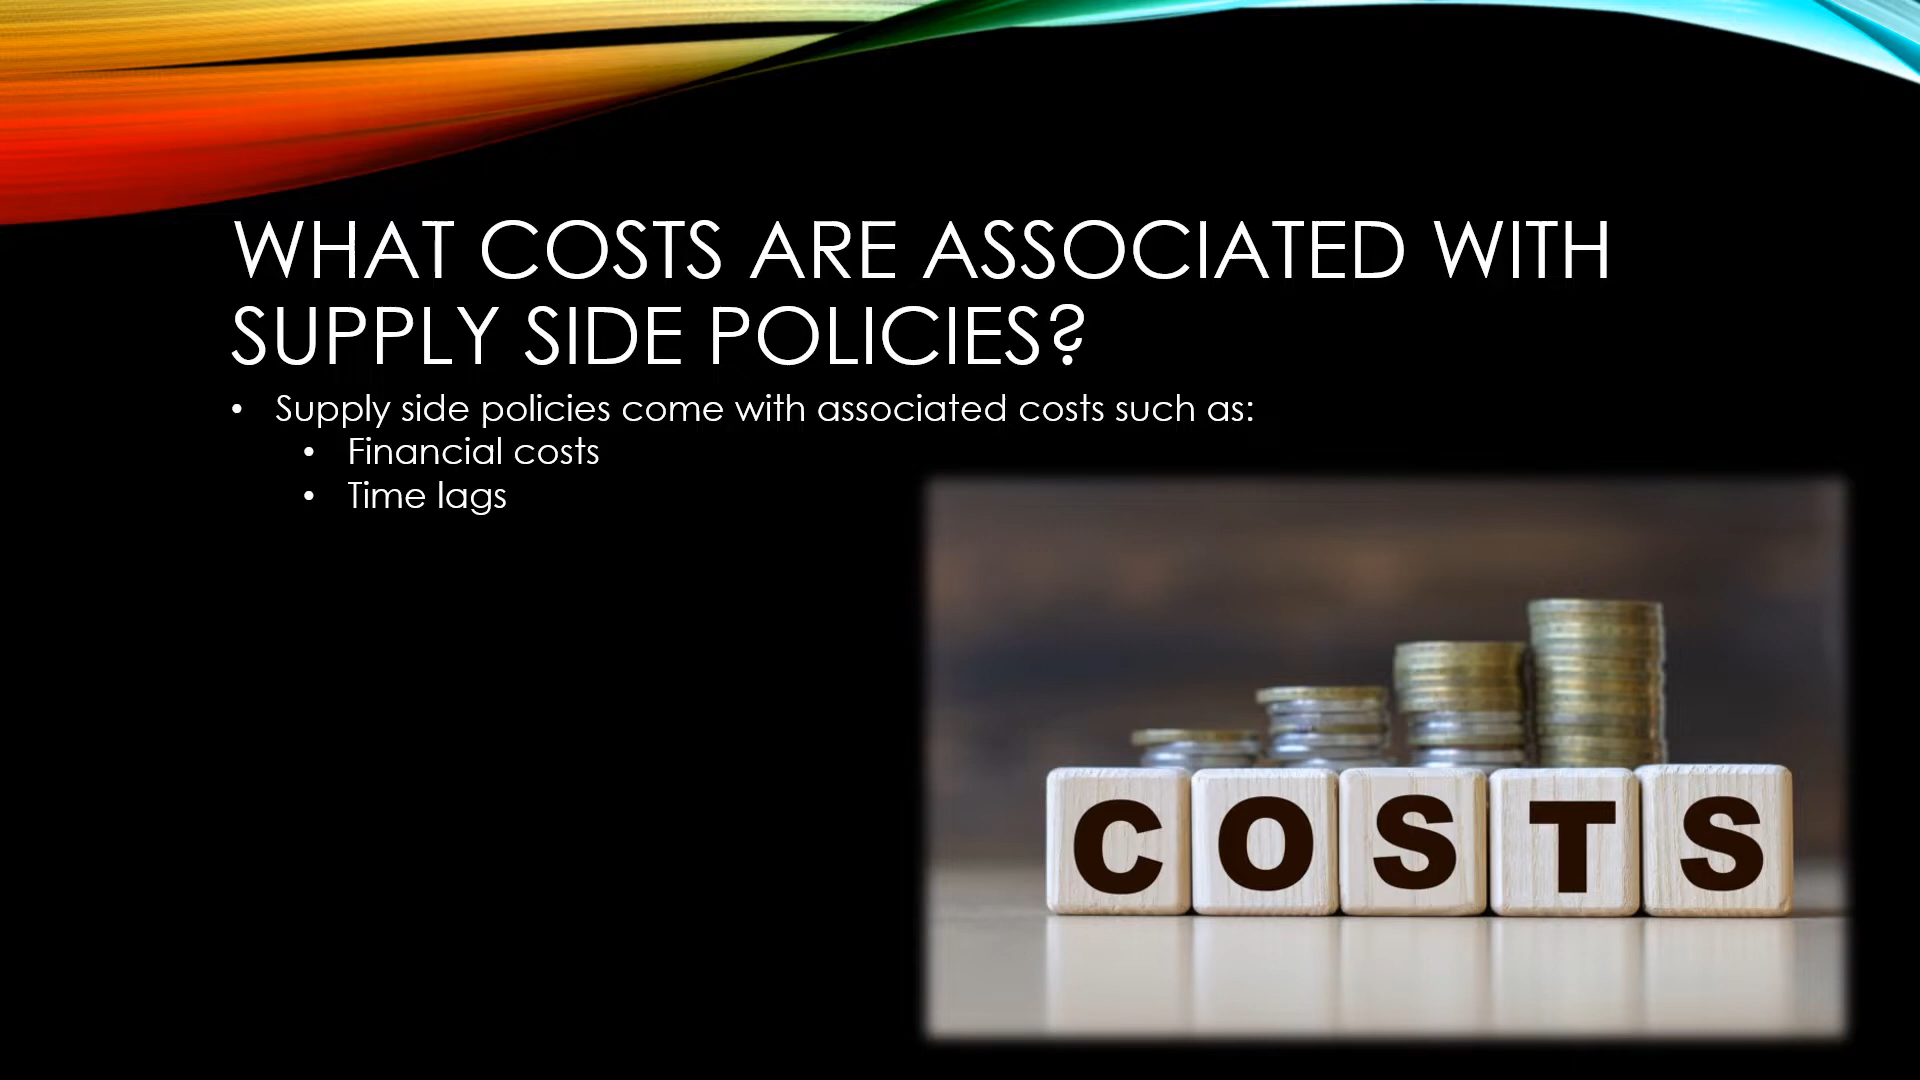 WHAT COSTS ARE ASSOCIATED WITH
SUPPLY SIDE POLICIES?
• Supply side policies come with associated costs such as:
• Financial costs
• Time lags
COSTS